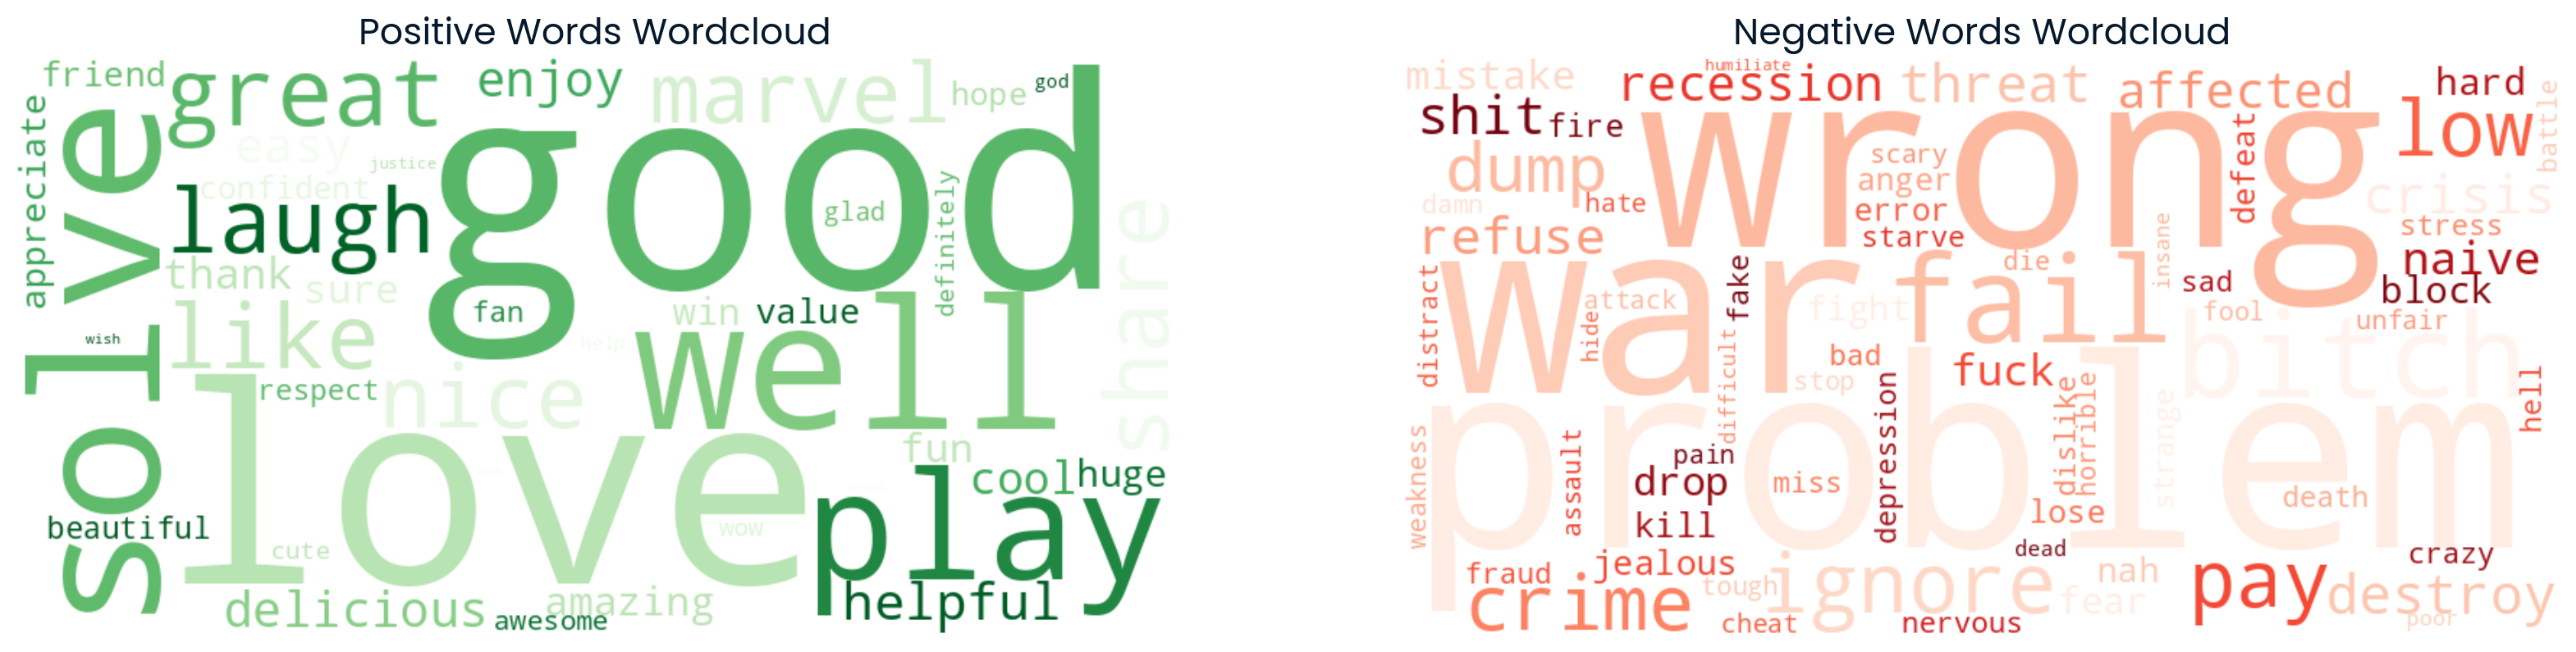 Positive Words Wordcloud
friend
great
enjoy
marvel
hope
god
appreciate
solve
easy
justice
confident
laugh
good
glad
definitely
share
thank
sure
fan
win
value
like
wish
help
well
respect
nice
love
fun
cool
huge
beautiful
cute
wow
play
delicious
amazing
awesome
helpful
Negative Words Wordcloud
mistake
humiliate
recession
threat
affected
hard
battle
shit
fire
wrong
low
dump
scary
anger
defeat
crisis
damn
hate
error
stress
refuse
starve
insane
naive
distract
war
fake
die
sad
block
attack
hide
fight
fail
fool
unfair
difficult
bad
stop
fuck
bitch
hell
problem
depression
dislike
horrible
strange
weakness
assault
pain
drop
miss
death
kill
lose
dead
crazy
fraud
jealous
tough
ignore
nah
fear
pay
destroy
crime
cheat
nervous
poor